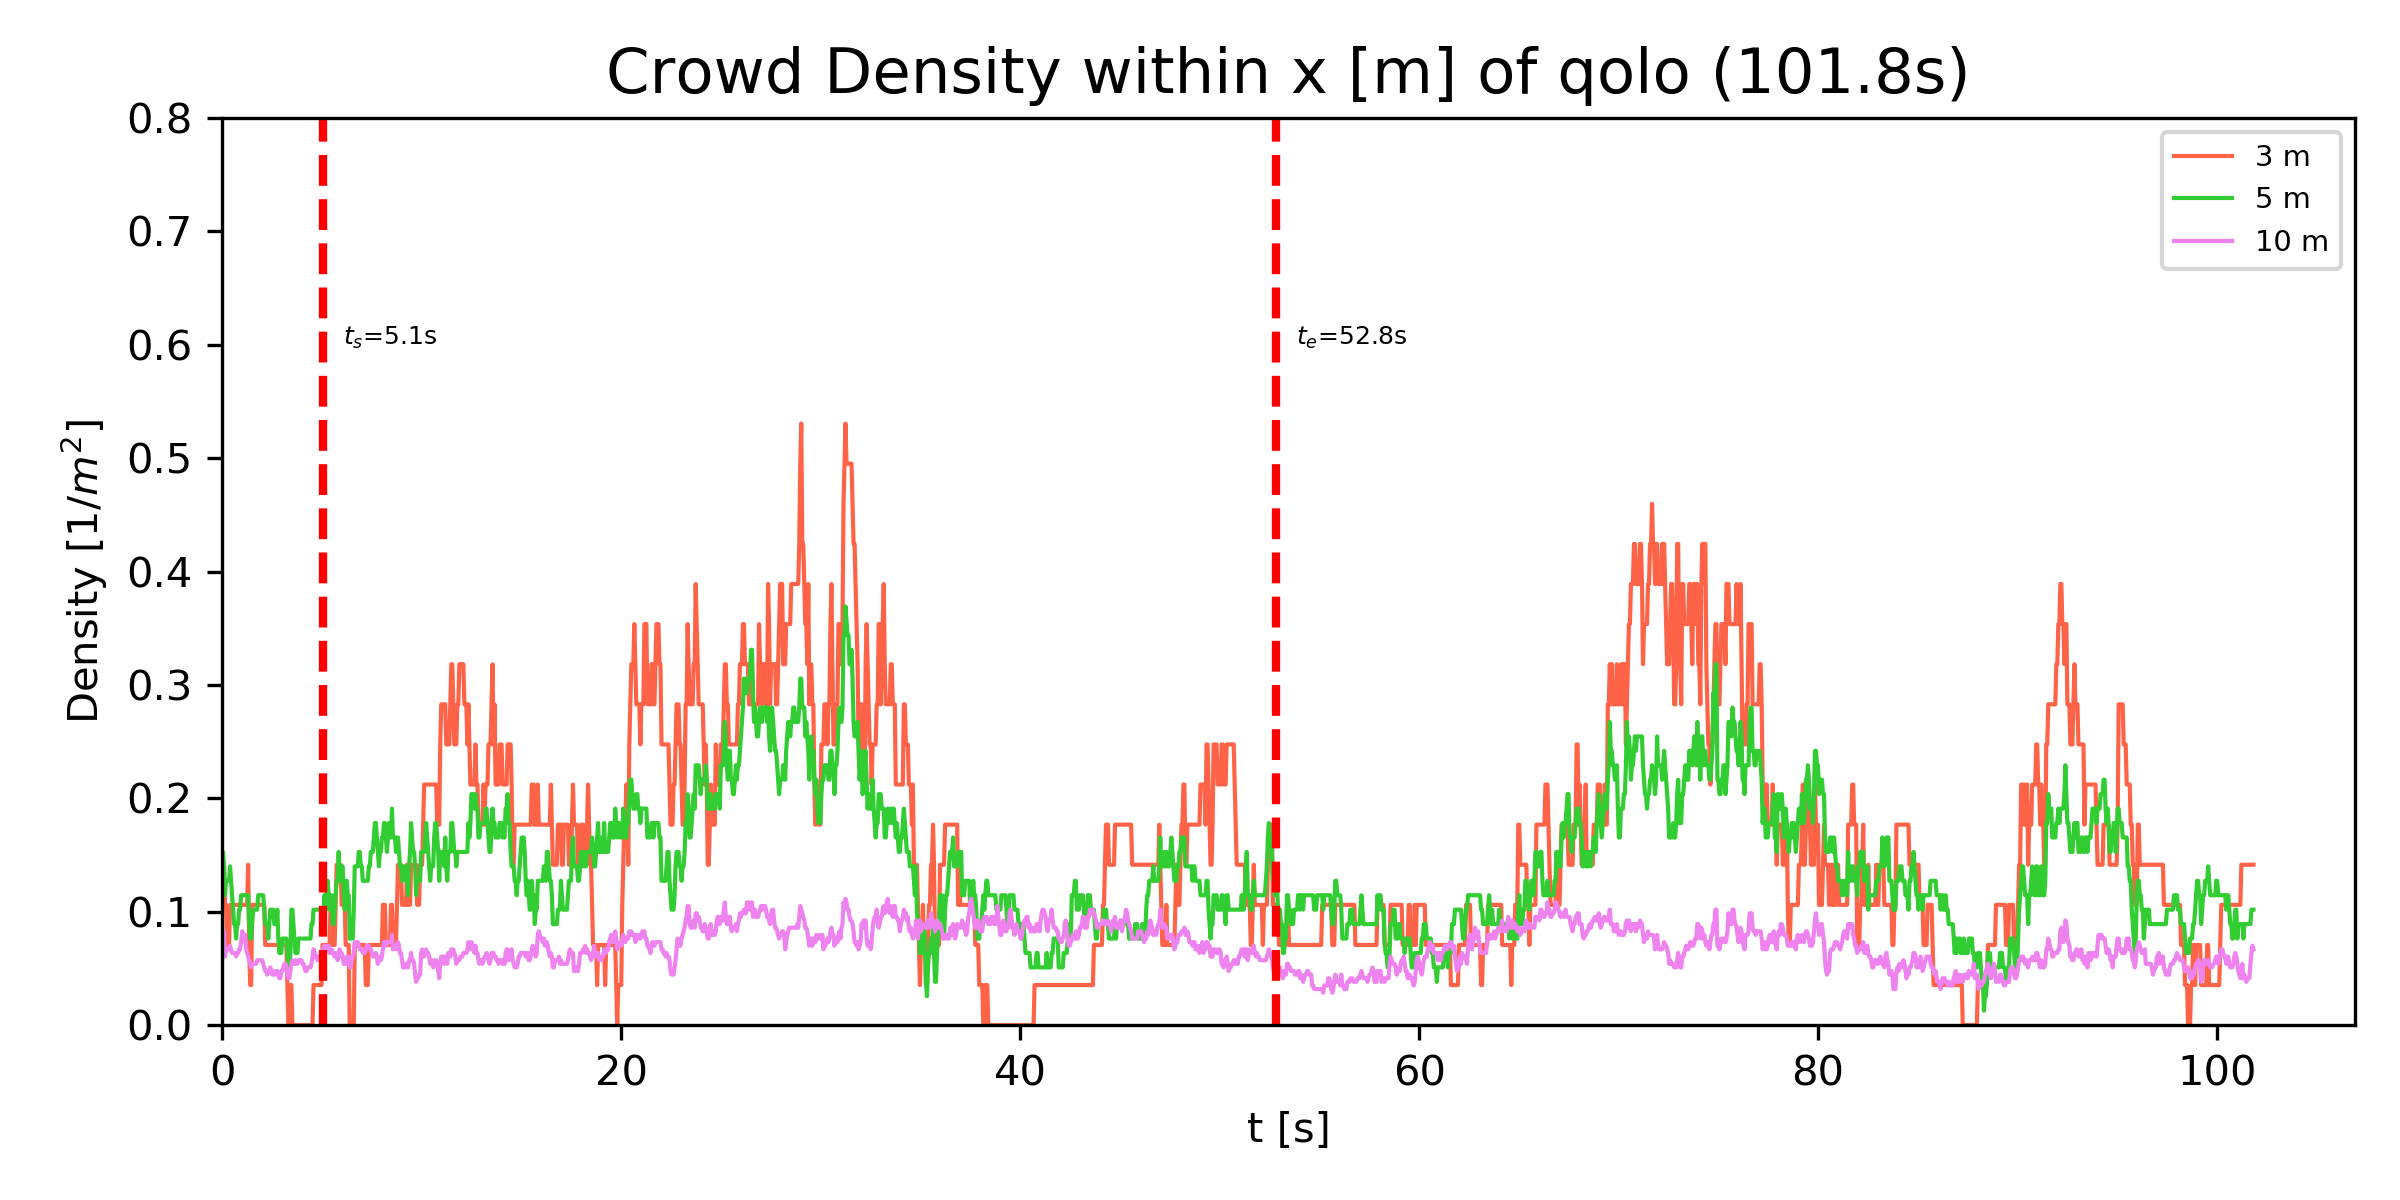 Crowd Density within x [m] of qolo (101.8s)
0.8
0.7
0.6
0.5
0.4
0.3
0.2
0.1
0.0
Density [1/m²]
3 m
5 m
10 m
tₛ=5.1s
tₑ=52.8s
0 20 40 60 80 100
t [s]